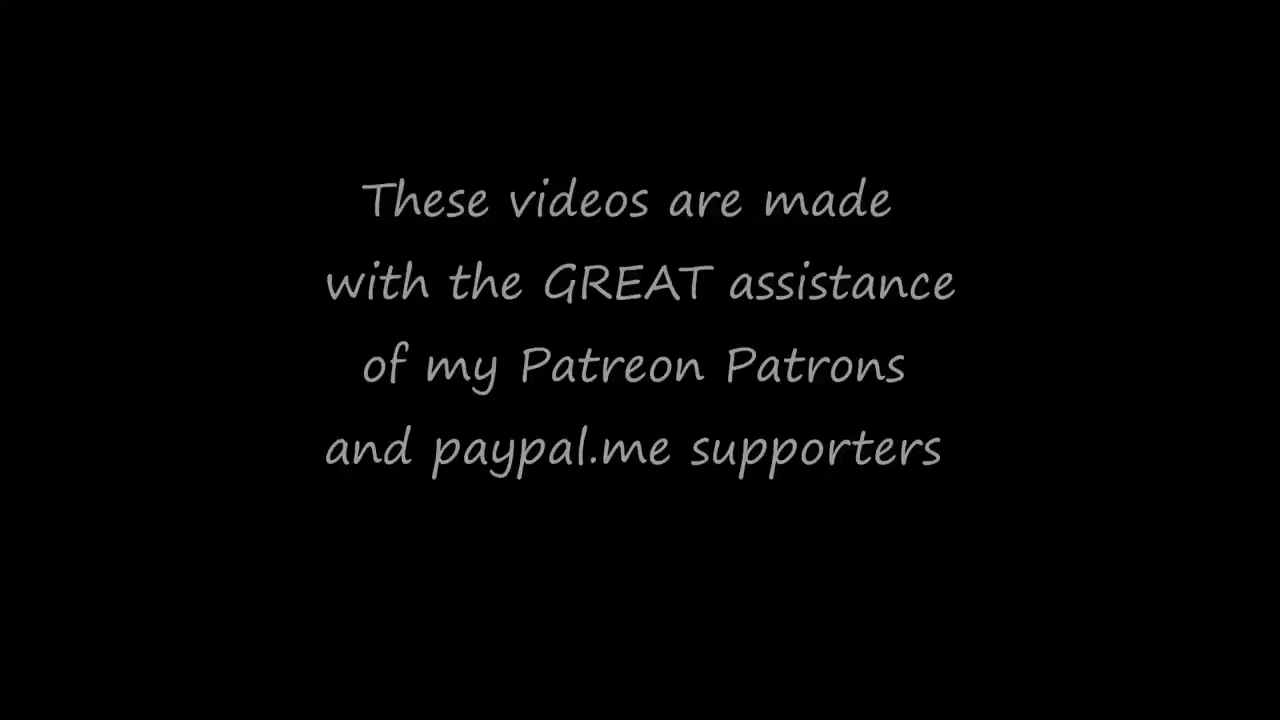 These videos are made
with the GREAT assistance
of my Patreon Patrons
and paypal.me supporters